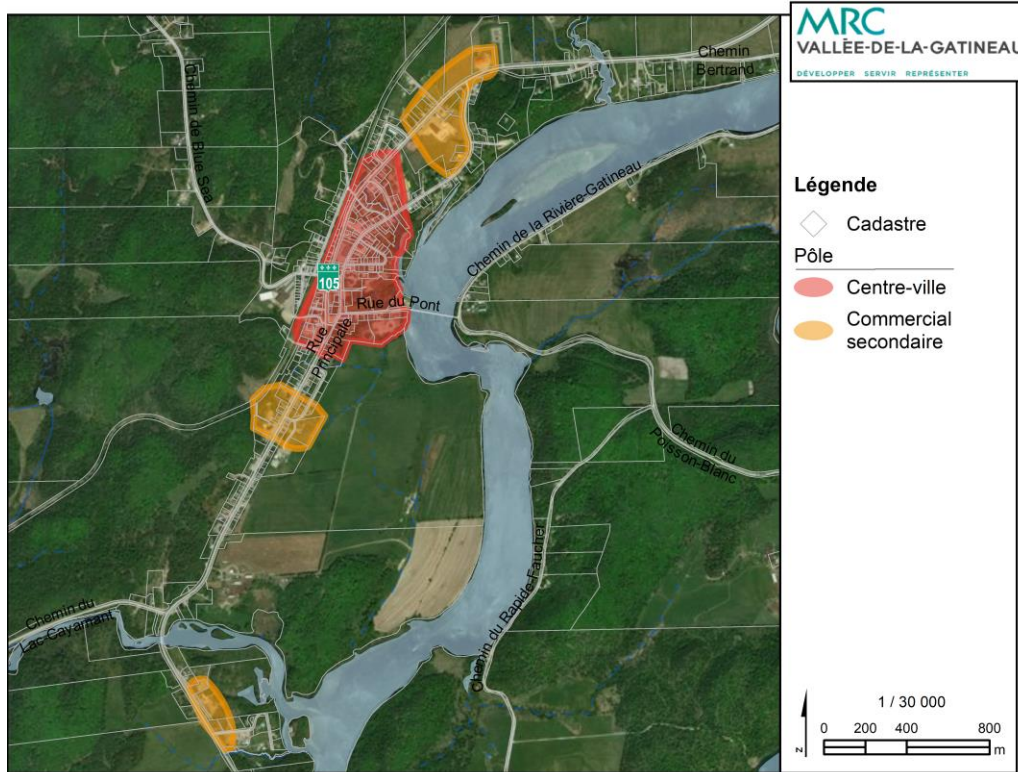 MRC
VALLÉE-DE-LA-GATINEAU
DÉVELOPPER SERVIR REPRÉSENTER
Chemin
Bertrand
Chemin de Blue Sea
Chemin de la Rivière-Gatineau
105
Rue du Pont
Rue
Principale
Chemin du
Poisson-Blanc
Chemin du Rapide-Faucher
Chemin du
Lac-Cayamant
Légende
Cadastre
Pôle
Centre-ville
Commercial
secondaire
N
1 / 30 000
0 200 400 800
m